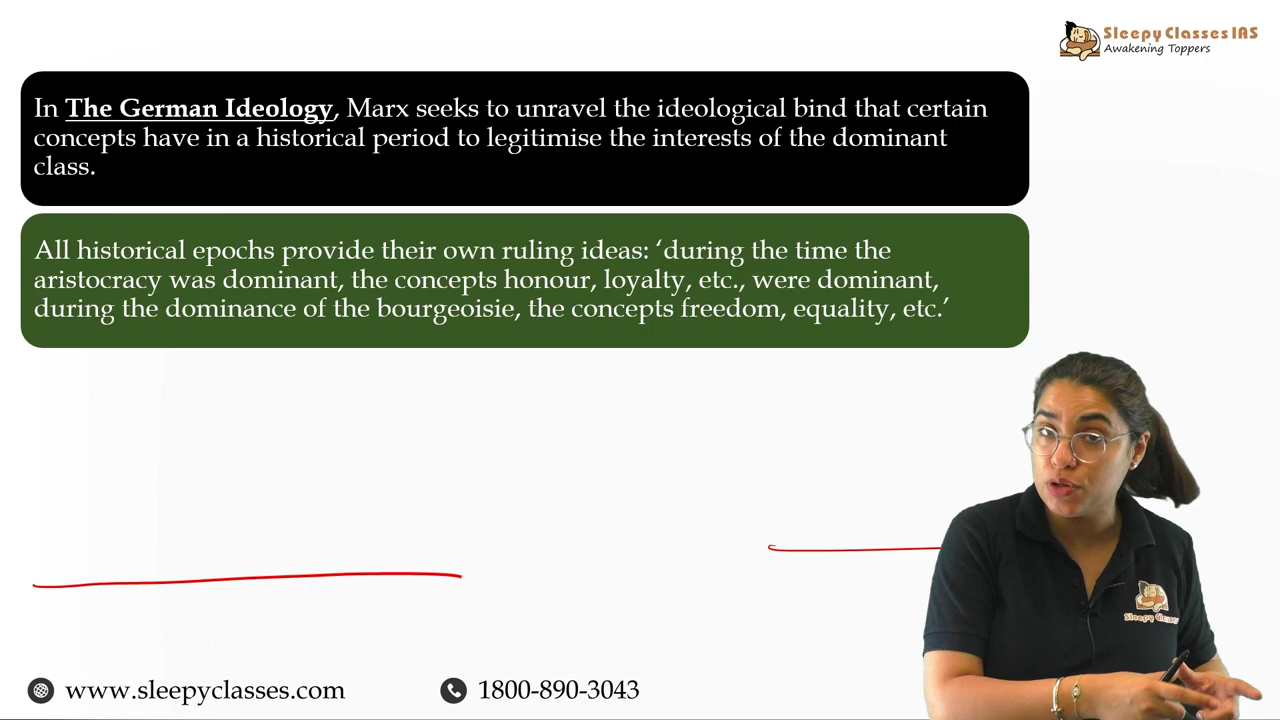 Sleepy Classes IAS
Awakening Toppers
In The German Ideology, Marx seeks to unravel the ideological bind that certain
concepts have in a historical period to legitimise the interests of the dominant
class.
All historical epochs provide their own ruling ideas: ‘during the time the
aristocracy was dominant, the concepts honour, loyalty, etc., were dominant,
during the dominance of the bourgeoisie, the concepts freedom, equality, etc.’
Sleepy Classes
www.sleepyclasses.com
1800-890-3043